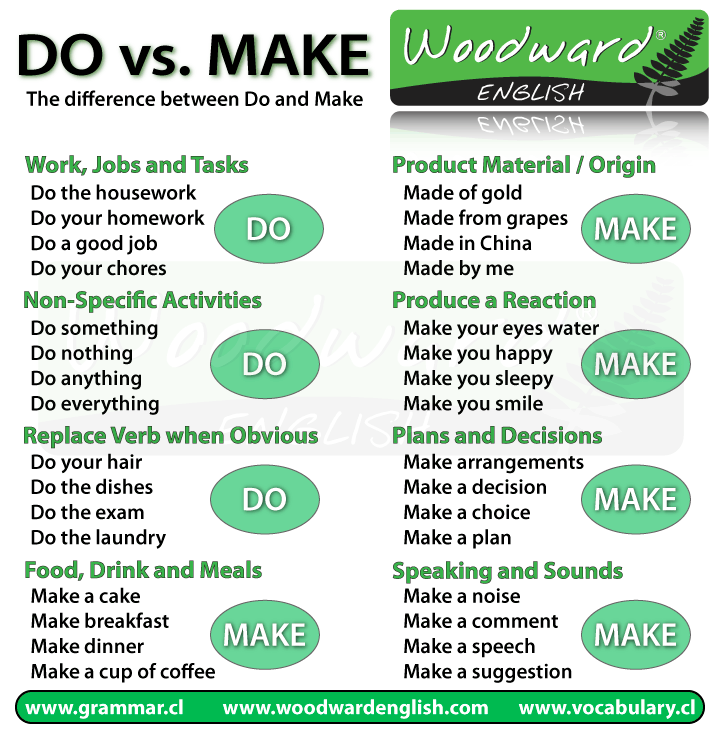 DO vs. MAKE
The difference between Do and Make
Woodward®
ENGLISH
Work, Jobs and Tasks
Do the housework
Do your homework
Do a good job
Do your chores
DO
Non-Specific Activities
Do something
Do nothing
Do anything
Do everything
DO
Replace Verb when Obvious
Do your hair
Do the dishes
Do the exam
Do the laundry
DO
Food, Drink and Meals
Make a cake
Make breakfast
Make dinner
Make a cup of coffee
MAKE
Product Material / Origin
Made of gold
Made from grapes
Made in China
Made by me
MAKE
Produce a Reaction
Make your eyes water
Make you happy
Make you sleepy
Make you smile
MAKE
Plans and Decisions
Make arrangements
Make a decision
Make a choice
Make a plan
MAKE
Speaking and Sounds
Make a noise
Make a comment
Make a speech
Make a suggestion
MAKE
www.grammar.cl www.woodwardenglish.com www.vocabulary.cl